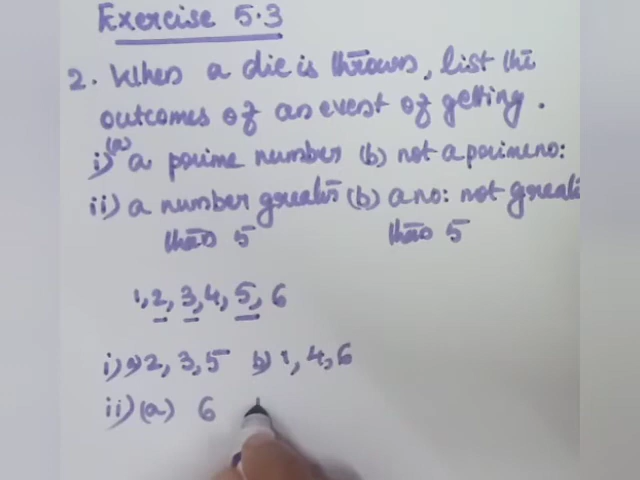 Exercise 5.3
2. When a die is thrown, list the
outcomes of an event of getting.
i) (a) a prime number (b) not a prime no:
ii) a number greater (b) a no: not greate
than 5 than 5
1, 2, 3, 4, 5, 6
i) a) 2, 3, 5 b) 1, 4, 6
ii) (a) 6